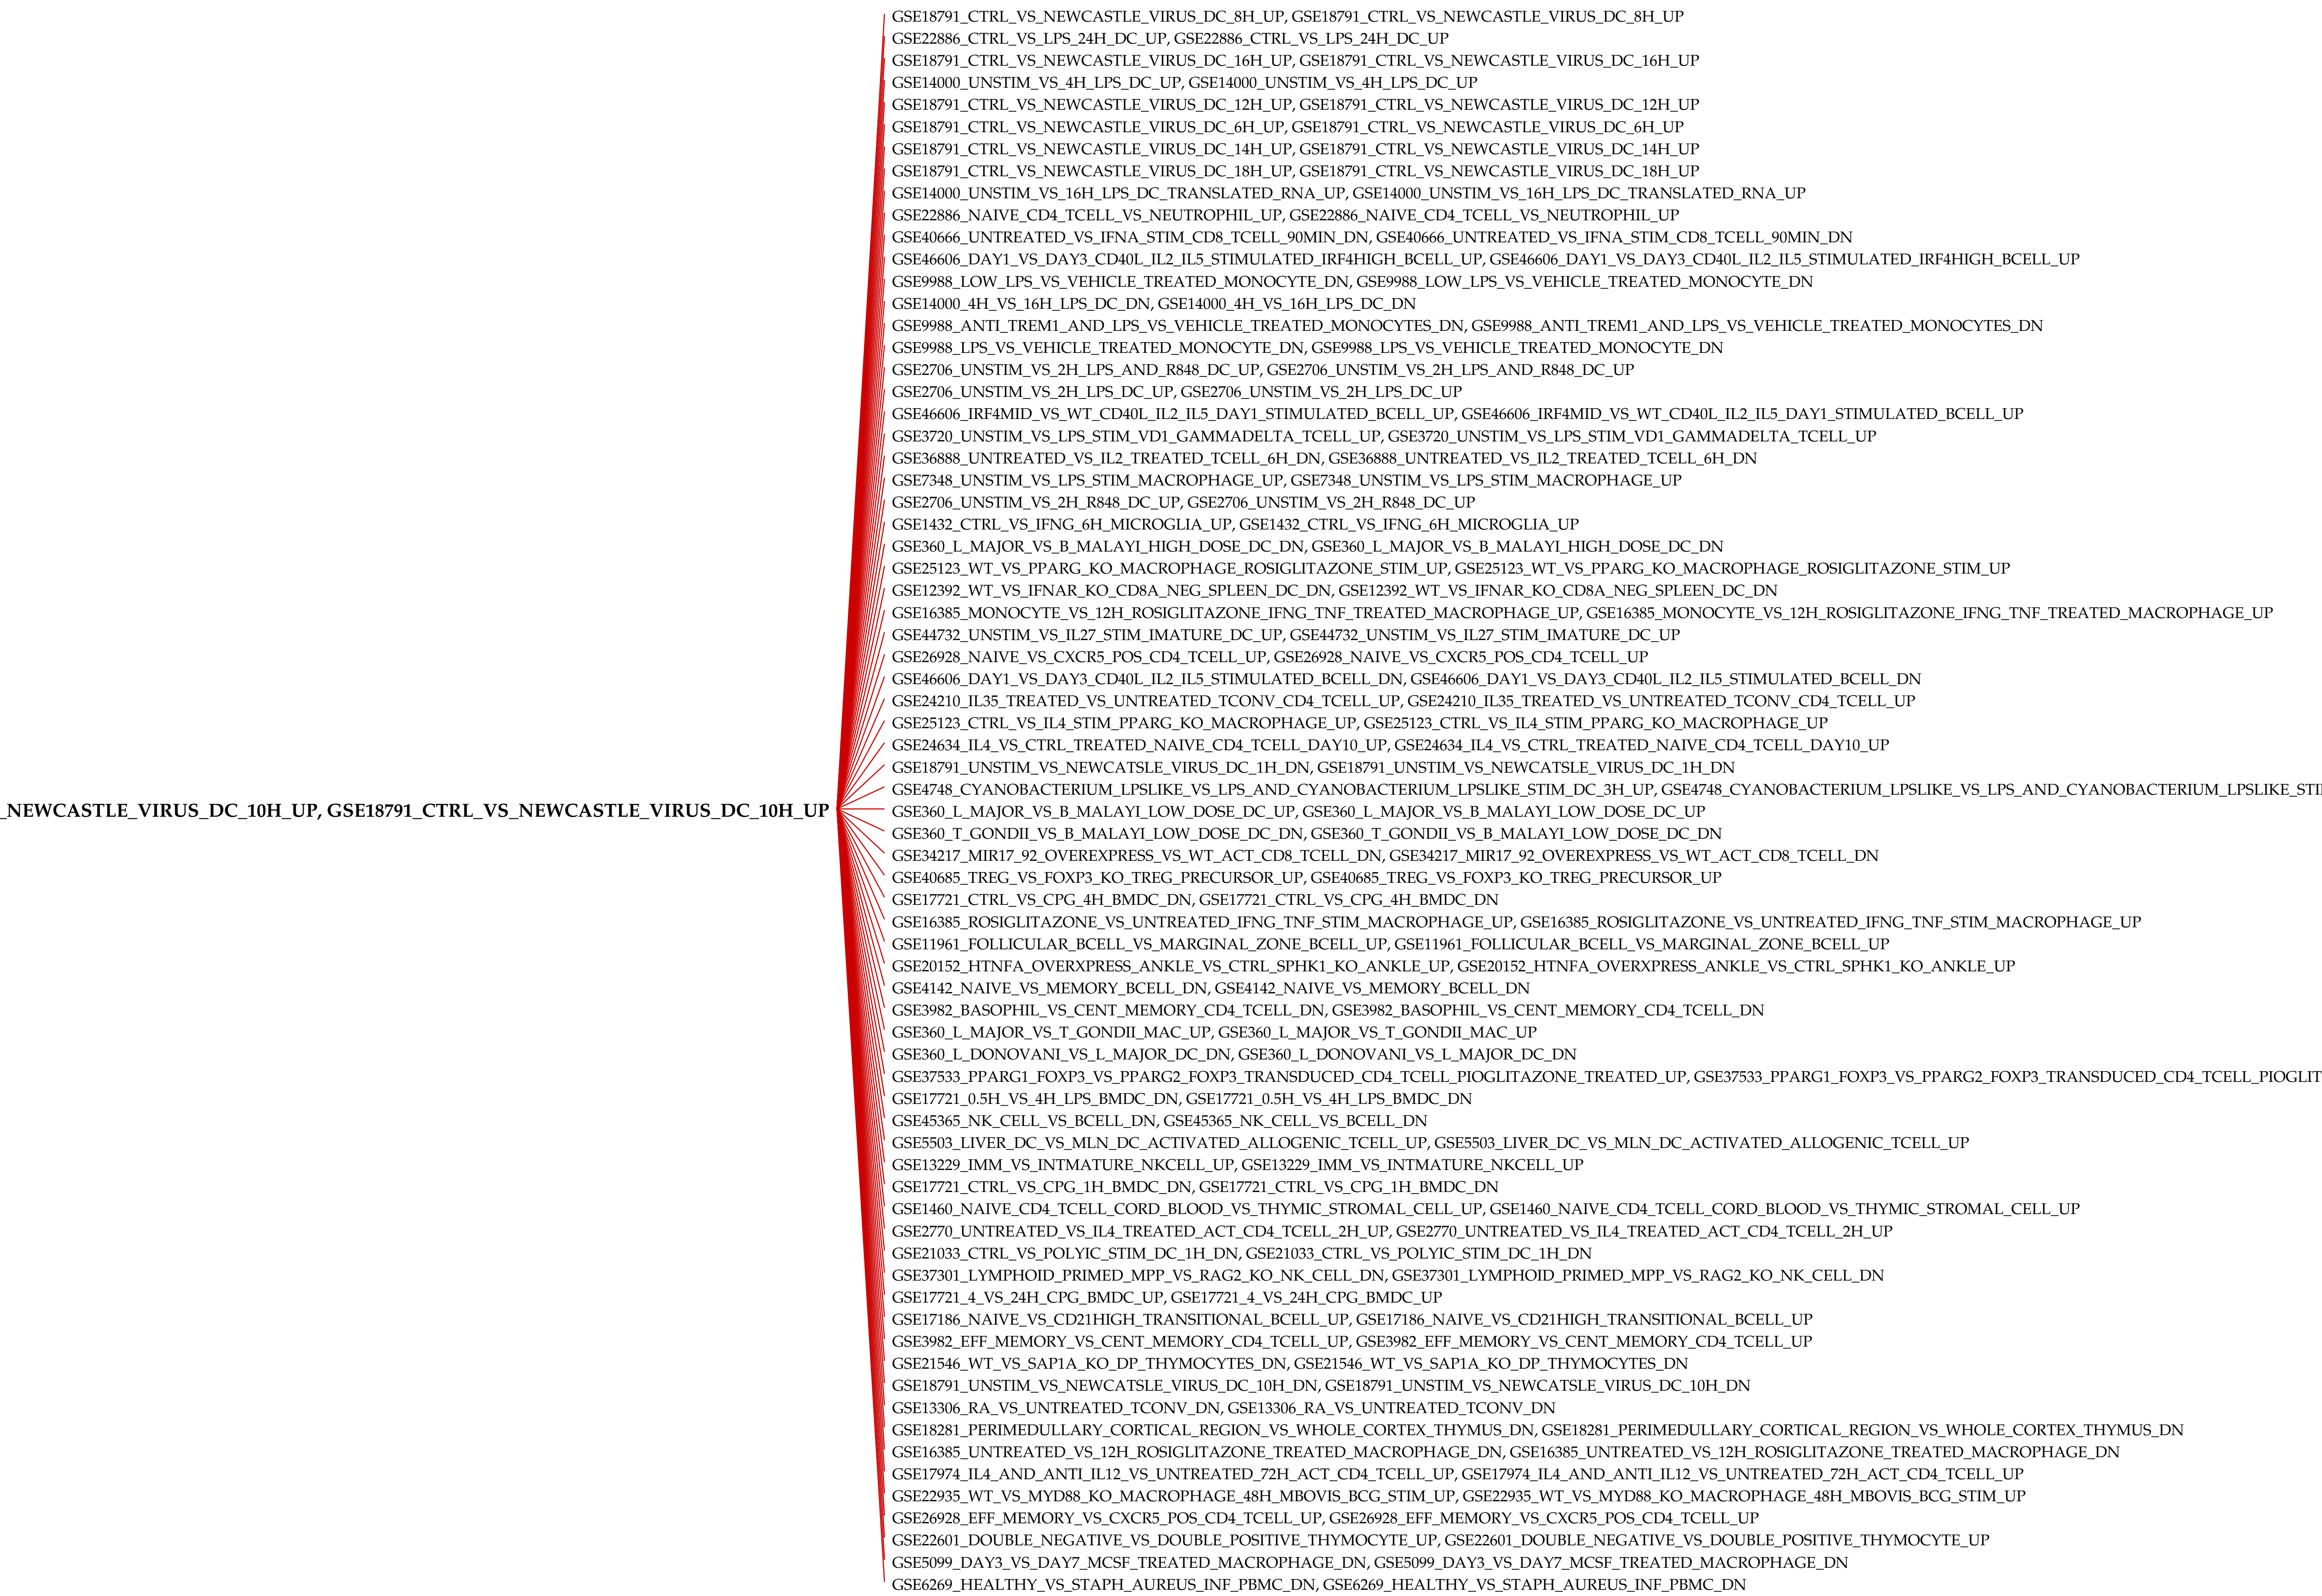 GSE18791_CTRL_VS_NEWCASTLE_VIRUS_DC_8H_UP, GSE18791_CTRL_VS_NEWCASTLE_VIRUS_DC_8H_UP
GSE22886_CTRL_VS_LPS_24H_DC_UP, GSE22886_CTRL_VS_LPS_24H_DC_UP
GSE18791_CTRL_VS_NEWCASTLE_VIRUS_DC_16H_UP, GSE18791_CTRL_VS_NEWCASTLE_VIRUS_DC_16H_UP
GSE14000_UNSTIM_VS_4H_LPS_DC_UP, GSE14000_UNSTIM_VS_4H_LPS_DC_UP
GSE18791_CTRL_VS_NEWCASTLE_VIRUS_DC_12H_UP, GSE18791_CTRL_VS_NEWCASTLE_VIRUS_DC_12H_UP
GSE18791_CTRL_VS_NEWCASTLE_VIRUS_DC_6H_UP, GSE18791_CTRL_VS_NEWCASTLE_VIRUS_DC_6H_UP
GSE18791_CTRL_VS_NEWCASTLE_VIRUS_DC_14H_UP, GSE18791_CTRL_VS_NEWCASTLE_VIRUS_DC_14H_UP
GSE18791_CTRL_VS_NEWCASTLE_VIRUS_DC_18H_UP, GSE18791_CTRL_VS_NEWCASTLE_VIRUS_DC_18H_UP
GSE14000_UNSTIM_VS_16H_LPS_DC_TRANSLATED_RNA_UP, GSE14000_UNSTIM_VS_16H_LPS_DC_TRANSLATED_RNA_UP
GSE22886_NAIVE_CD4_TCELL_VS_NEUTROPHIL_UP, GSE22886_NAIVE_CD4_TCELL_VS_NEUTROPHIL_UP
GSE40666_UNTREATED_VS_IFNA_STIM_CD8_TCELL_90MIN_DN, GSE40666_UNTREATED_VS_IFNA_STIM_CD8_TCELL_90MIN_DN
GSE46606_DAY1_VS_DAY3_CD40L_IL2_IL5_STIMULATED_IRF4HIGH_BCELL_UP, GSE46606_DAY1_VS_DAY3_CD40L_IL2_IL5_STIMULATED_IRF4HIGH_BCELL_UP
GSE9988_LOW_LPS_VS_VEHICLE_TREATED_MONOCYTE_DN, GSE9988_LOW_LPS_VS_VEHICLE_TREATED_MONOCYTE_DN
GSE14000_4H_VS_16H_LPS_DC_DN, GSE14000_4H_VS_16H_LPS_DC_DN
GSE9988_ANTI_TREM1_AND_LPS_VS_VEHICLE_TREATED_MONOCYTES_DN, GSE9988_ANTI_TREM1_AND_LPS_VS_VEHICLE_TREATED_MONOCYTES_DN
GSE9988_LPS_VS_VEHICLE_TREATED_MONOCYTE_DN, GSE9988_LPS_VS_VEHICLE_TREATED_MONOCYTE_DN
GSE2706_UNSTIM_VS_2H_LPS_AND_R848_DC_UP, GSE2706_UNSTIM_VS_2H_LPS_AND_R848_DC_UP
GSE2706_UNSTIM_VS_2H_LPS_DC_UP, GSE2706_UNSTIM_VS_2H_LPS_DC_UP
GSE46606_IRF4MID_VS_WT_CD40L_IL2_IL5_DAY1_STIMULATED_BCELL_UP, GSE46606_IRF4MID_VS_WT_CD40L_IL2_IL5_DAY1_STIMULATED_BCELL_UP
GSE3720_UNSTIM_VS_LPS_STIM_VD1_GAMMADELTA_TCELL_UP, GSE3720_UNSTIM_VS_LPS_STIM_VD1_GAMMADELTA_TCELL_UP
GSE36888_UNTREATED_VS_IL2_TREATED_TCELL_6H_DN, GSE36888_UNTREATED_VS_IL2_TREATED_TCELL_6H_DN
GSE7348_UNSTIM_VS_LPS_STIM_MACROPHAGE_UP, GSE7348_UNSTIM_VS_LPS_STIM_MACROPHAGE_UP
GSE2706_UNSTIM_VS_2H_R848_DC_UP, GSE2706_UNSTIM_VS_2H_R848_DC_UP
GSE1432_CTRL_VS_IFNG_6H_MICROGLIA_UP, GSE1432_CTRL_VS_IFNG_6H_MICROGLIA_UP
GSE360_L_MAJOR_VS_B_MALAYI_HIGH_DOSE_DC_DN, GSE360_L_MAJOR_VS_B_MALAYI_HIGH_DOSE_DC_DN
GSE25123_WT_VS_PPARG_KO_MACROPHAGE_ROSIGLITAZONE_STIM_UP, GSE25123_WT_VS_PPARG_KO_MACROPHAGE_ROSIGLITAZONE_STIM_UP
GSE12392_WT_VS_IFNAR_KO_CD8A_NEG_SPLEEN_DC_DN, GSE12392_WT_VS_IFNAR_KO_CD8A_NEG_SPLEEN_DC_DN
GSE16385_MONOCYTE_VS_12H_ROSIGLITAZONE_IFNG_TNF_TREATED_MACROPHAGE_UP, GSE16385_MONOCYTE_VS_12H_ROSIGLITAZONE_IFNG_TNF_TREATED_MACROPHAGE_UP
GSE44732_UNSTIM_VS_IL27_STIM_IMATURE_DC_UP, GSE44732_UNSTIM_VS_IL27_STIM_IMATURE_DC_UP
GSE26928_NAIVE_VS_CXCR5_POS_CD4_TCELL_UP, GSE26928_NAIVE_VS_CXCR5_POS_CD4_TCELL_UP
GSE46606_DAY1_VS_DAY3_CD40L_IL2_IL5_STIMULATED_BCELL_DN, GSE46606_DAY1_VS_DAY3_CD40L_IL2_IL5_STIMULATED_BCELL_DN
GSE24210_IL35_TREATED_VS_UNTREATED_TCONV_CD4_TCELL_UP, GSE24210_IL35_TREATED_VS_UNTREATED_TCONV_CD4_TCELL_UP
GSE25123_CTRL_VS_IL4_STIM_PPARG_KO_MACROPHAGE_UP, GSE25123_CTRL_VS_IL4_STIM_PPARG_KO_MACROPHAGE_UP
GSE24634_IL4_VS_CTRL_TREATED_NAIVE_CD4_TCELL_DAY10_UP, GSE24634_IL4_VS_CTRL_TREATED_NAIVE_CD4_TCELL_DAY10_UP
GSE18791_UNSTIM_VS_NEWCATSLE_VIRUS_DC_1H_DN, GSE18791_UNSTIM_VS_NEWCATSLE_VIRUS_DC_1H_DN
GSE4748_CYANOBACTERIUM_LPSLIKE_VS_LPS_AND_CYANOBACTERIUM_LPSLIKE_STIM_DC_3H_UP, GSE4748_CYANOBACTERIUM_LPSLIKE_VS_LPS_AND_CYANOBACTERIUM_LPSLIKE_STI
_NEWCASTLE_VIRUS_DC_10H_UP, GSE18791_CTRL_VS_NEWCASTLE_VIRUS_DC_10H_UP
GSE360_L_MAJOR_VS_B_MALAYI_LOW_DOSE_DC_UP, GSE360_L_MAJOR_VS_B_MALAYI_LOW_DOSE_DC_UP
GSE360_T_GONDII_VS_B_MALAYI_LOW_DOSE_DC_DN, GSE360_T_GONDII_VS_B_MALAYI_LOW_DOSE_DC_DN
GSE34217_MIR17_92_OVEREXPRESS_VS_WT_ACT_CD8_TCELL_DN, GSE34217_MIR17_92_OVEREXPRESS_VS_WT_ACT_CD8_TCELL_DN
GSE40685_TREG_VS_FOXP3_KO_TREG_PRECURSOR_UP, GSE40685_TREG_VS_FOXP3_KO_TREG_PRECURSOR_UP
GSE17721_CTRL_VS_CPG_4H_BMDC_DN, GSE17721_CTRL_VS_CPG_4H_BMDC_DN
GSE16385_ROSIGLITAZONE_VS_UNTREATED_IFNG_TNF_STIM_MACROPHAGE_UP, GSE16385_ROSIGLITAZONE_VS_UNTREATED_IFNG_TNF_STIM_MACROPHAGE_UP
GSE11961_FOLLICULAR_BCELL_VS_MARGINAL_ZONE_BCELL_UP, GSE11961_FOLLICULAR_BCELL_VS_MARGINAL_ZONE_BCELL_UP
GSE20152_HTNFA_OVERXPRESS_ANKLE_VS_CTRL_SPHK1_KO_ANKLE_UP, GSE20152_HTNFA_OVERXPRESS_ANKLE_VS_CTRL_SPHK1_KO_ANKLE_UP
GSE4142_NAIVE_VS_MEMORY_BCELL_DN, GSE4142_NAIVE_VS_MEMORY_BCELL_DN
GSE3982_BASOPHIL_VS_CENT_MEMORY_CD4_TCELL_DN, GSE3982_BASOPHIL_VS_CENT_MEMORY_CD4_TCELL_DN
GSE360_L_MAJOR_VS_T_GONDII_MAC_UP, GSE360_L_MAJOR_VS_T_GONDII_MAC_UP
GSE360_L_DONOVANI_VS_L_MAJOR_DC_DN, GSE360_L_DONOVANI_VS_L_MAJOR_DC_DN
GSE37533_PPARG1_FOXP3_VS_PPARG2_FOXP3_TRANSDUCED_CD4_TCELL_PIOGLITAZONE_TREATED_UP, GSE37533_PPARG1_FOXP3_VS_PPARG2_FOXP3_TRANSDUCED_CD4_TCELL_PIOGLIT
GSE17721_0.5H_VS_4H_LPS_BMDC_DN, GSE17721_0.5H_VS_4H_LPS_BMDC_DN
GSE45365_NK_CELL_VS_BCELL_DN, GSE45365_NK_CELL_VS_BCELL_DN
GSE5503_LIVER_DC_VS_MLN_DC_ACTIVATED_ALLOGENIC_TCELL_UP, GSE5503_LIVER_DC_VS_MLN_DC_ACTIVATED_ALLOGENIC_TCELL_UP
GSE13229_IMM_VS_INTMATURE_NKCELL_UP, GSE13229_IMM_VS_INTMATURE_NKCELL_UP
GSE17721_CTRL_VS_CPG_1H_BMDC_DN, GSE17721_CTRL_VS_CPG_1H_BMDC_DN
GSE1460_NAIVE_CD4_TCELL_CORD_BLOOD_VS_THYMIC_STROMAL_CELL_UP, GSE1460_NAIVE_CD4_TCELL_CORD_BLOOD_VS_THYMIC_STROMAL_CELL_UP
GSE2770_UNTREATED_VS_IL4_TREATED_ACT_CD4_TCELL_2H_UP, GSE2770_UNTREATED_VS_IL4_TREATED_ACT_CD4_TCELL_2H_UP
GSE21033_CTRL_VS_POLYIC_STIM_DC_1H_DN, GSE21033_CTRL_VS_POLYIC_STIM_DC_1H_DN
GSE37301_LYMPHOID_PRIMED_MPP_VS_RAG2_KO_NK_CELL_DN, GSE37301_LYMPHOID_PRIMED_MPP_VS_RAG2_KO_NK_CELL_DN
GSE17721_4_VS_24H_CPG_BMDC_UP, GSE17721_4_VS_24H_CPG_BMDC_UP
GSE17186_NAIVE_VS_CD21HIGH_TRANSITIONAL_BCELL_UP, GSE17186_NAIVE_VS_CD21HIGH_TRANSITIONAL_BCELL_UP
GSE3982_EFF_MEMORY_VS_CENT_MEMORY_CD4_TCELL_UP, GSE3982_EFF_MEMORY_VS_CENT_MEMORY_CD4_TCELL_UP
GSE21546_WT_VS_SAP1A_KO_DP_THYMOCYTES_DN, GSE21546_WT_VS_SAP1A_KO_DP_THYMOCYTES_DN
GSE18791_UNSTIM_VS_NEWCATSLE_VIRUS_DC_10H_DN, GSE18791_UNSTIM_VS_NEWCATSLE_VIRUS_DC_10H_DN
GSE13306_RA_VS_UNTREATED_TCONV_DN, GSE13306_RA_VS_UNTREATED_TCONV_DN
GSE18281_PERIMEDULLARY_CORTICAL_REGION_VS_WHOLE_CORTEX_THYMUS_DN, GSE18281_PERIMEDULLARY_CORTICAL_REGION_VS_WHOLE_CORTEX_THYMUS_DN
GSE16385_UNTREATED_VS_12H_ROSIGLITAZONE_TREATED_MACROPHAGE_DN, GSE16385_UNTREATED_VS_12H_ROSIGLITAZONE_TREATED_MACROPHAGE_DN
GSE17974_IL4_AND_ANTI_IL12_VS_UNTREATED_72H_ACT_CD4_TCELL_UP, GSE17974_IL4_AND_ANTI_IL12_VS_UNTREATED_72H_ACT_CD4_TCELL_UP
GSE22935_WT_VS_MYD88_KO_MACROPHAGE_48H_MBOVIS_BCG_STIM_UP, GSE22935_WT_VS_MYD88_KO_MACROPHAGE_48H_MBOVIS_BCG_STIM_UP
GSE26928_EFF_MEMORY_VS_CXCR5_POS_CD4_TCELL_UP, GSE26928_EFF_MEMORY_VS_CXCR5_POS_CD4_TCELL_UP
GSE22601_DOUBLE_NEGATIVE_VS_DOUBLE_POSITIVE_THYMOCYTE_UP, GSE22601_DOUBLE_NEGATIVE_VS_DOUBLE_POSITIVE_THYMOCYTE_UP
GSE5099_DAY3_VS_DAY7_MCSF_TREATED_MACROPHAGE_DN, GSE5099_DAY3_VS_DAY7_MCSF_TREATED_MACROPHAGE_DN
GSE6269_HEALTHY_VS_STAPH_AUREUS_INF_PBMC_DN, GSE6269_HEALTHY_VS_STAPH_AUREUS_INF_PBMC_DN